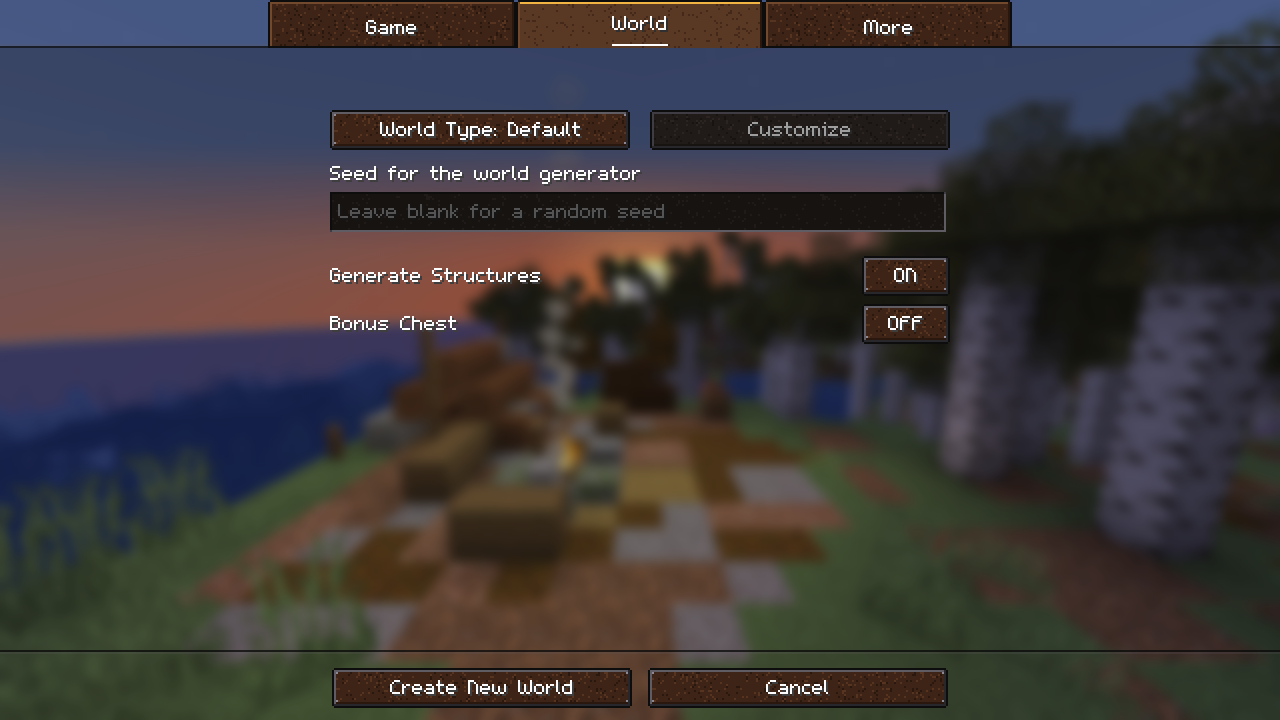 Game
World
More
World Type: Default
Customize
Seed for the world generator
Leave blank for a random seed
Generate Structures
ON
Bonus Chest
OFF
Create New World
Cancel